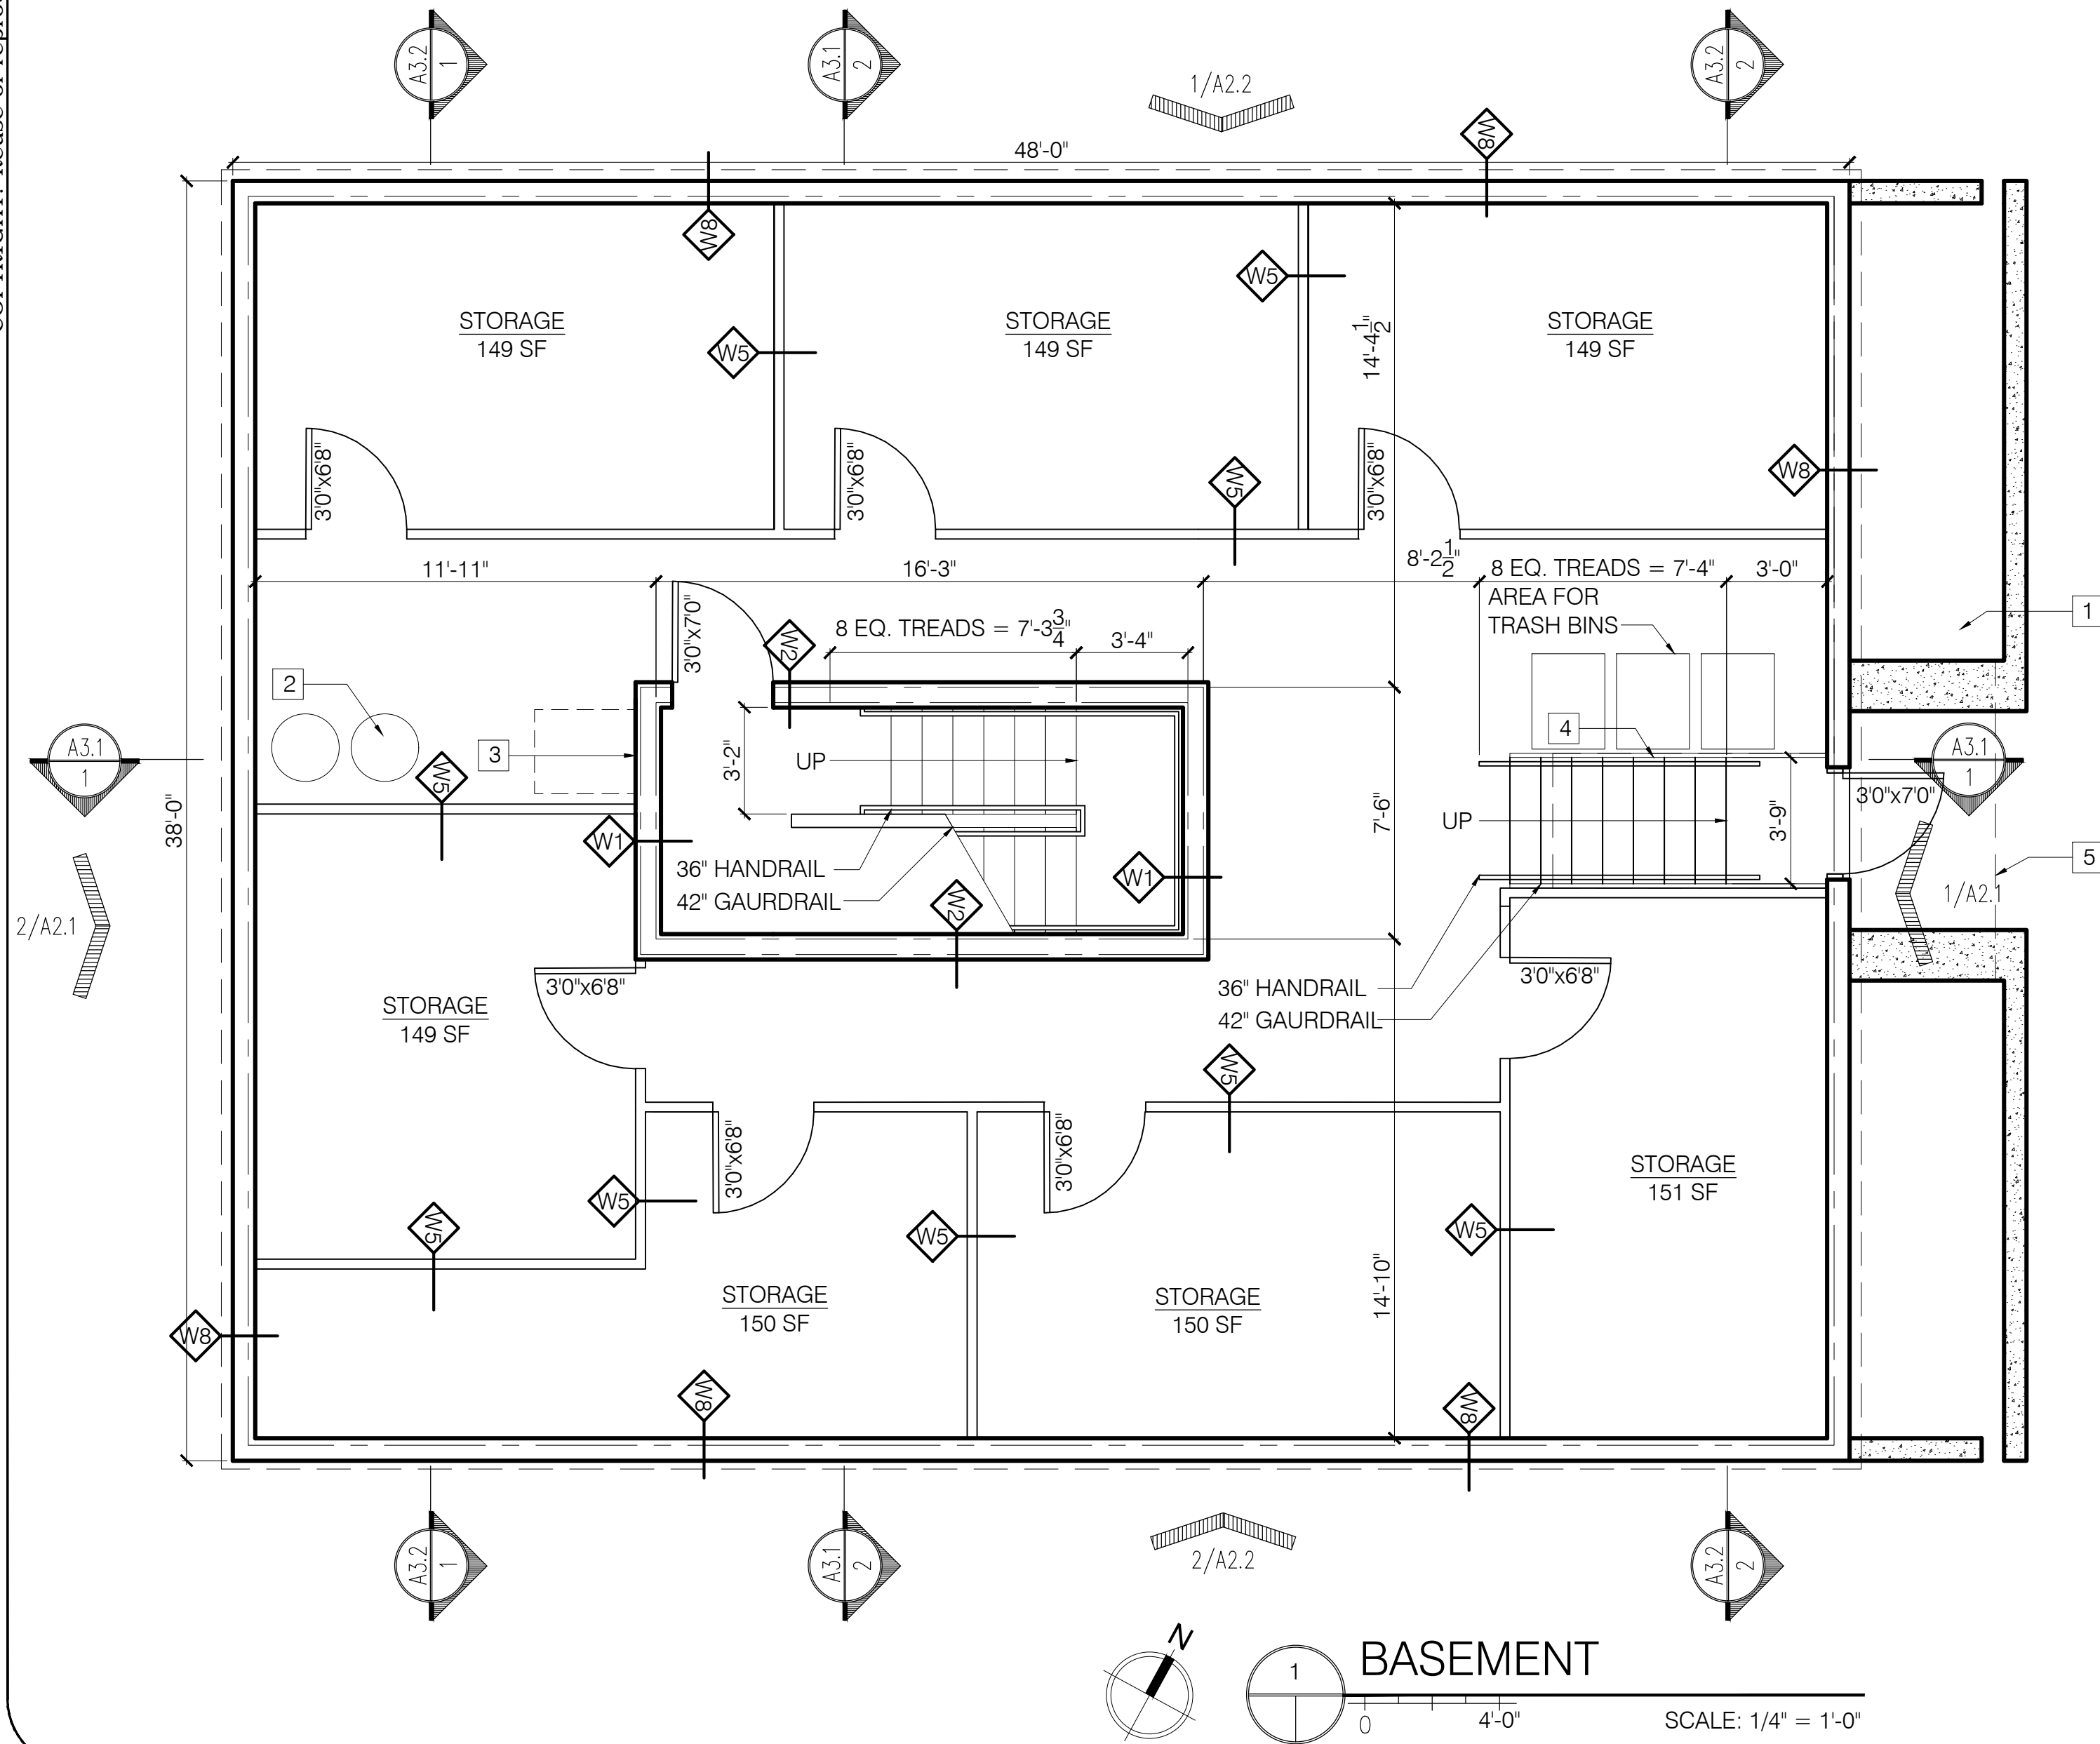 A3.2
1
A3.1
2
1/A2.2
A3.2
2
W8
48'-0"
W8
W5
STORAGE
149 SF
STORAGE
149 SF
STORAGE
149 SF
14'-4 1/2"
W5
3'0"x6'8"
3'0"x6'8"
W5
3'0"x6'8"
W8
11'-11"
16'-3"
8'-2 1/2"
8 EQ. TREADS = 7'-4"
3'-0"
AREA FOR
TRASH BINS
1
3'0"x7'0"
W2
8 EQ. TREADS = 7'-3 3/4"
3'-4"
2
3
4
A3.1
1
3'-2"
UP
W5
38'-0"
W1
36" HANDRAIL
42" GAURDRAIL
W2
W1
7'-6"
UP
3'-9"
3'0"x7'0"
A3.1
1
5
1/A2.1
2/A2.1
3'0"x6'8"
STORAGE
149 SF
36" HANDRAIL
42" GAURDRAIL
3'0"x6'8"
W5
3'0"x6'8"
3'0"x6'8"
STORAGE
151 SF
W5
W5
W5
W5
14'-10"
STORAGE
150 SF
STORAGE
150 SF
W8
W8
W8
A3.2
1
A3.1
2
2/A2.2
A3.2
2
N
1
BASEMENT
0
4'-0"
SCALE: 1/4" = 1'-0"